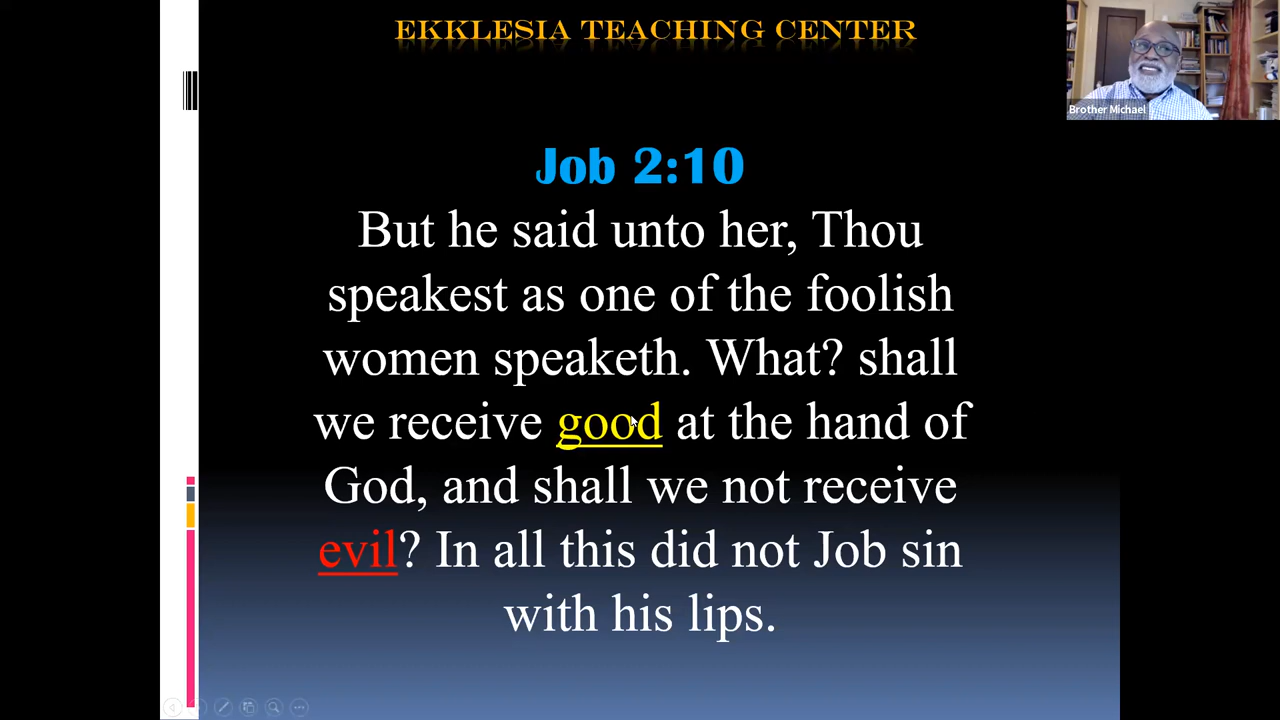 EKKLESIA TEACHING CENTER
Brother Michael
Job 2:10
But he said unto her, Thou
speakest as one of the foolish
women speaketh. What? shall
we receive good at the hand of
God, and shall we not receive
evil? In all this did not Job sin
with his lips.